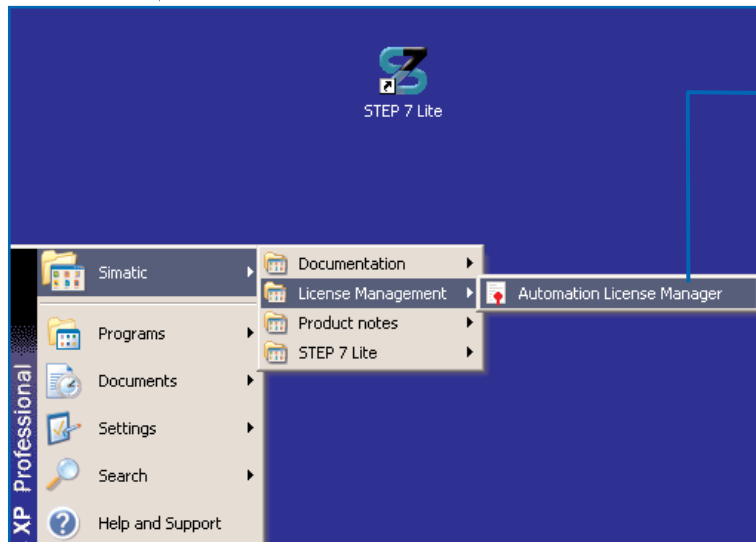 STEP 7 Lite
Simatic
Programs
Documents
Settings
Search
Help and Support
Documentation
License Management
Product notes
STEP 7 Lite
Automation License Manager
XP Professional